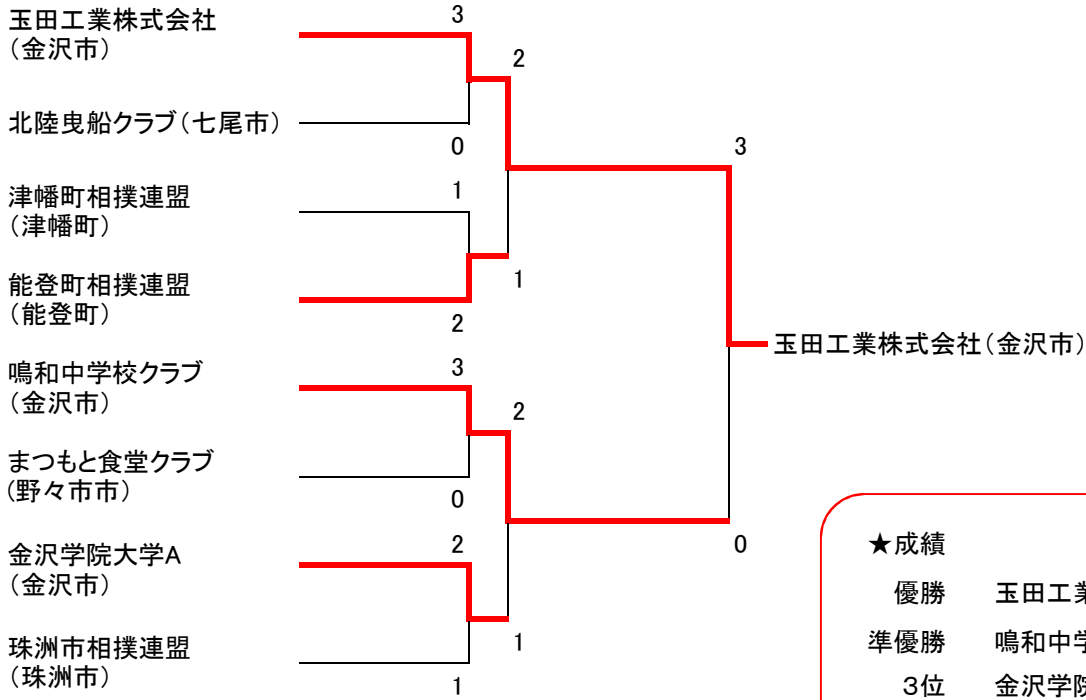 玉田工業株式会社
(金沢市)
3
2
北陸曳船クラブ(七尾市)
0
3
津幡町相撲連盟
(津幡町)
1
能登町相撲連盟
(能登町)
1
2
玉田工業株式会社(金沢市)
鳴和中学校クラブ
(金沢市)
3
2
まつもと食堂クラブ
(野々市市)
0
0
金沢学院大学A
(金沢市)
2
珠洲市相撲連盟
(珠洲市)
1
1
★成績
優勝 玉田工業
準優勝 鳴和中学
3位 金沢学院